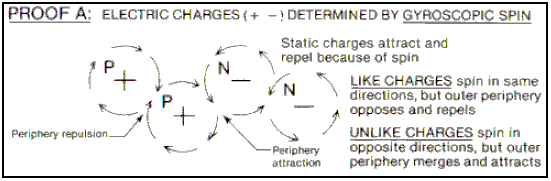 PROOF A: ELECTRIC CHARGES (+ −) DETERMINED BY GYROSCOPIC SPIN
Static charges attract and
repel because of spin
P
+
N
−
P
+
N
−
LIKE CHARGES spin in same
directions, but outer periphery
opposes and repels
Periphery repulsion
Periphery
attraction
UNLIKE CHARGES spin in
opposite directions, but outer
periphery merges and attracts